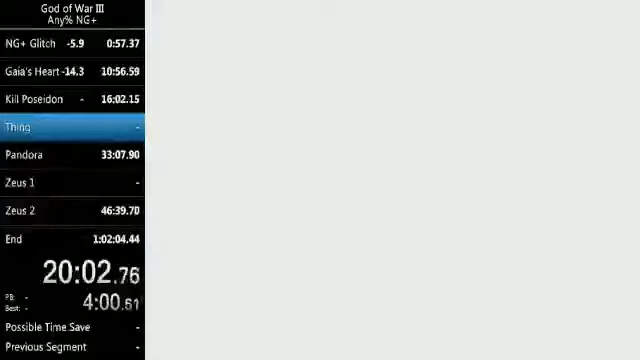 God of War III
Any% NG+
NG+ Glitch -5.9 0:57.37
Gaia's Heart -14.3 10:56.59
Kill Poseidon - 16:02.15
Thing -
Pandora 33:07.90
Zeus 1 -
Zeus 2 46:39.70
End 1:02:04.44
20:02.76
PB: -
Best: - 4:00.61
Possible Time Save -
Previous Segment -